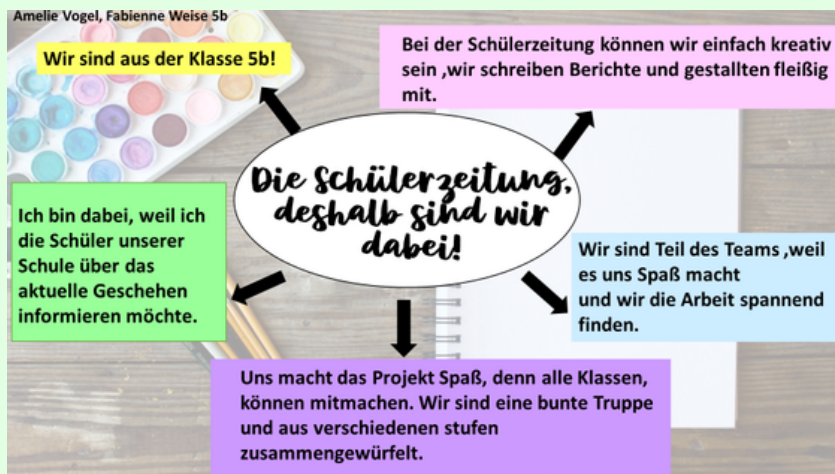 Amelie Vogel, Fabienne Weise 5b
Wir sind aus der Klasse 5b!
Bei der Schülerzeitung können wir einfach kreativ
sein ,wir schreiben Berichte und gestallten fleißig
mit.
Die Schülerzeitung,
deshalb sind wir
dabei!
Ich bin dabei, weil ich
die Schüler unserer
Schule über das
aktuelle Geschehen
informieren möchte.
Wir sind Teil des Teams ,weil
es uns Spaß macht
und wir die Arbeit spannend
finden.
Uns macht das Projekt Spaß, denn alle Klassen,
können mitmachen. Wir sind eine bunte Truppe
und aus verschiedenen stufen
zusammengewürfelt.